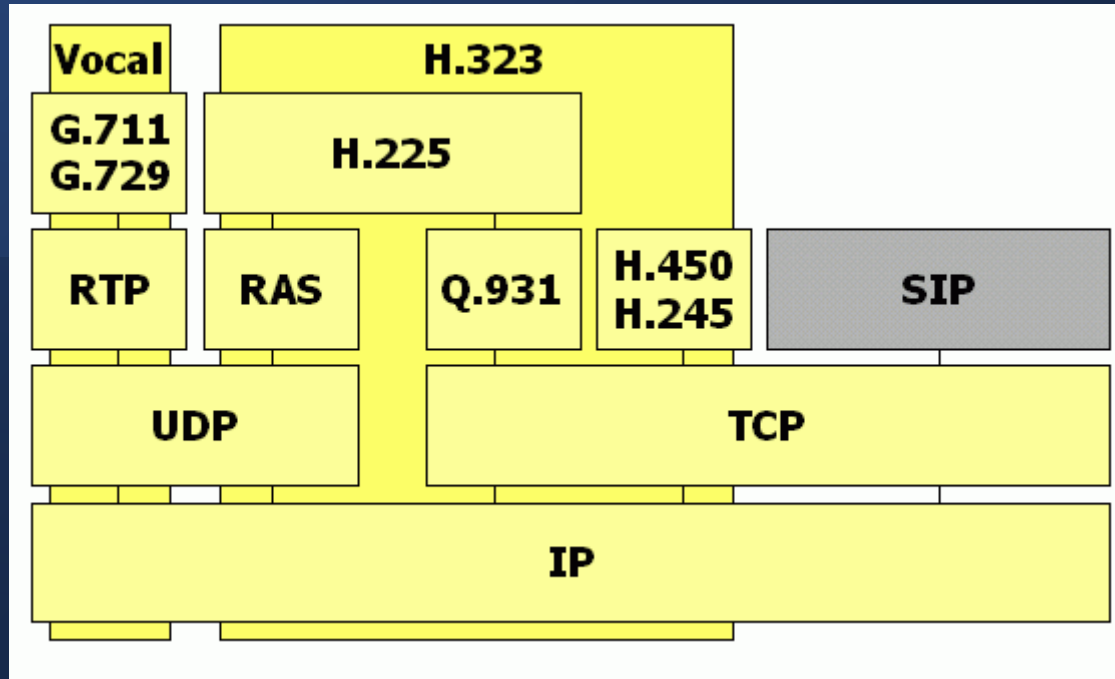 Vocal
H.323
G.711
G.729
H.225
RTP
RAS
Q.931
H.450
H.245
SIP
UDP
TCP
IP